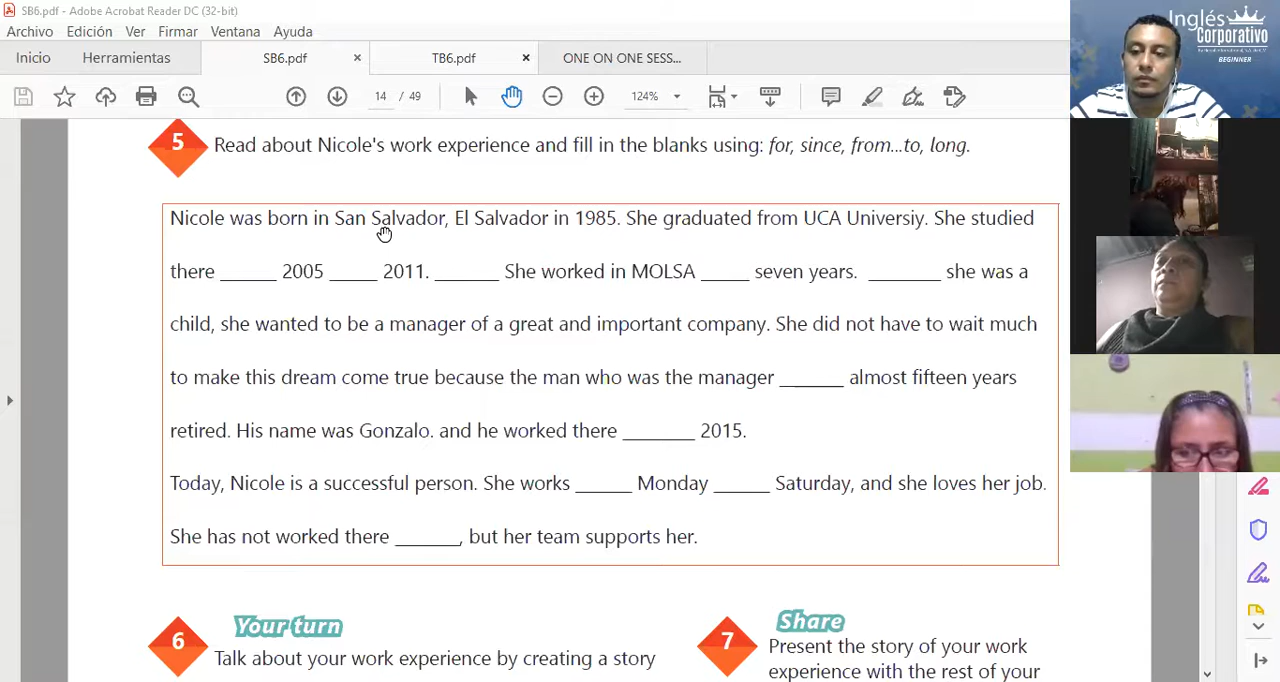 SB6.pdf - Adobe Acrobat Reader DC (32-bit)
Archivo Edición Ver Firmar Ventana Ayuda
Inicio Herramientas SB6.pdf × TB6.pdf × ONE ON ONE SESS...
14 / 49 124%
Inglés
Corporativo
BEGINNER
5 Read about Nicole's work experience and fill in the blanks using: for, since, from...to, long.
Nicole was born in San Salvador, El Salvador in 1985. She graduated from UCA Universiy. She studied
there ______ 2005 _____ 2011. _______ She worked in MOLSA _____ seven years. ________ she was a
child, she wanted to be a manager of a great and important company. She did not have to wait much
to make this dream come true because the man who was the manager _______ almost fifteen years
retired. His name was Gonzalo. and he worked there ________ 2015.
Today, Nicole is a successful person. She works ______ Monday ______ Saturday, and she loves her job.
She has not worked there _______, but her team supports her.
6 Your turn
Talk about your work experience by creating a story
7 Share
Present the story of your work
experience with the rest of your